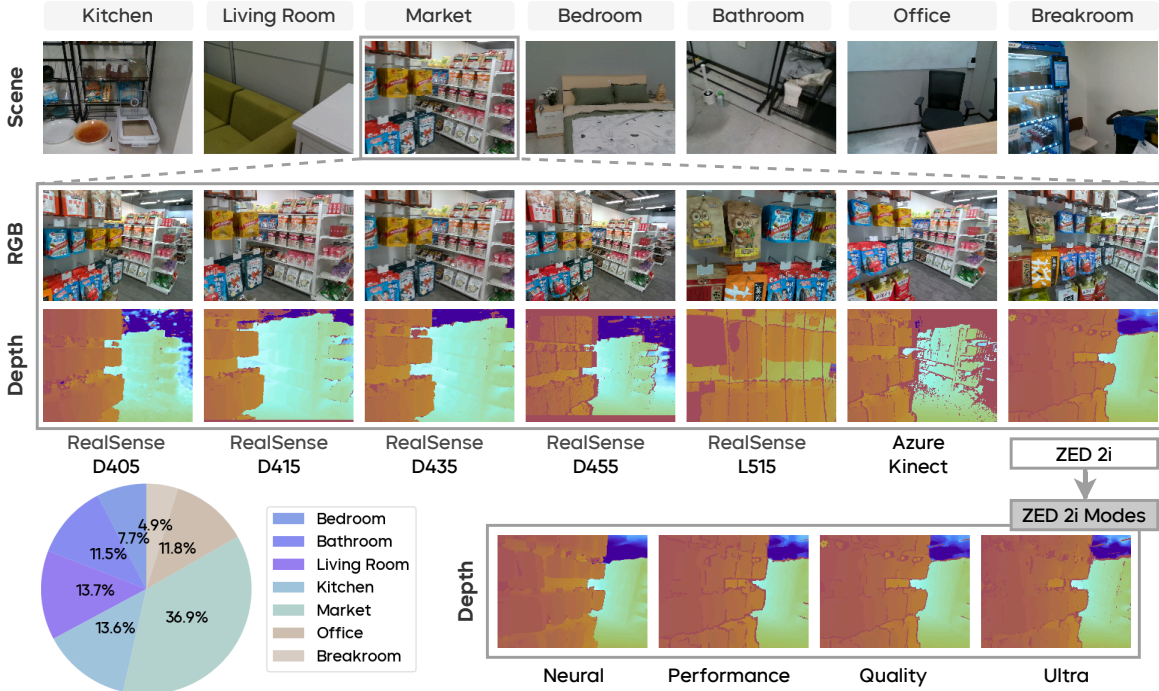 Kitchen
Living Room
Market
Bedroom
Bathroom
Office
Breakroom
Scene
RGB
Depth
RealSense
D405
RealSense
D415
RealSense
D435
RealSense
D455
RealSense
L515
Azure
Kinect
ZED 2i
ZED 2i Modes
4.9%
7.7%
11.5%
11.8%
13.7%
36.9%
13.6%
Bedroom
Bathroom
Living Room
Kitchen
Market
Office
Breakroom
Depth
Neural
Performance
Quality
Ultra